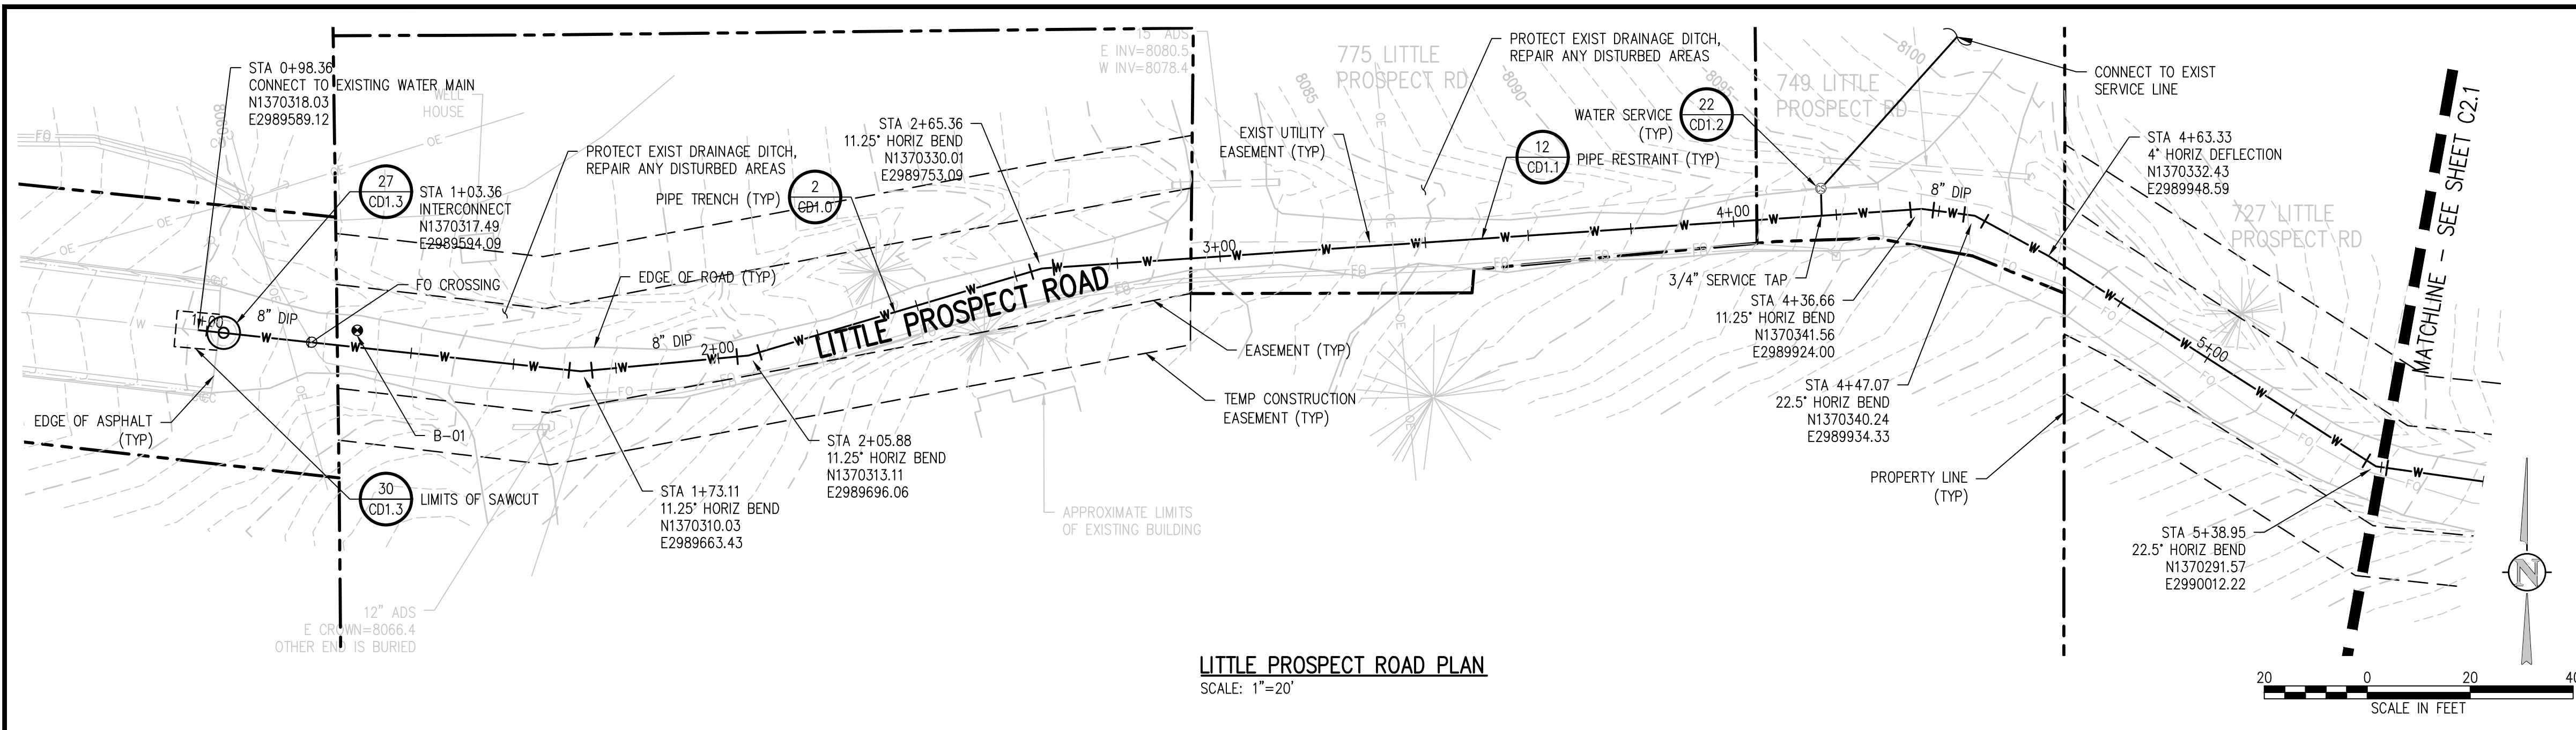 STA 0+98.36
CONNECT TO EXISTING WATER MAIN
N1370318.03
E2989589.12
WELL
HOUSE
27
CD1.3
STA 1+03.36
INTERCONNECT
N1370317.49
E2989594.09
FO CROSSING
PROTECT EXIST DRAINAGE DITCH,
REPAIR ANY DISTURBED AREAS
PIPE TRENCH (TYP)
2
CD1.0
STA 2+65.36
11.25° HORIZ BEND
N1370330.01
E2989753.09
15" ADS
E INV=8080.5
W INV=8078.4
EDGE OF ROAD (TYP)
775 LITTLE
PROSPECT RD
PROTECT EXIST DRAINAGE DITCH,
REPAIR ANY DISTURBED AREAS
EXIST UTILITY
EASEMENT (TYP)
12
CD1.1
PIPE RESTRAINT (TYP)
WATER SERVICE
(TYP)
22
CD1.2
749 LITTLE
PROSPECT RD
CONNECT TO EXIST
SERVICE LINE
STA 4+63.33
4° HORIZ DEFLECTION
N1370332.43
E2989948.59
727 LITTLE
PROSPECT RD
MATCHLINE - SEE SHEET C2.1
8085
8090
8095
8100
1+00
8" DIP
8" DIP
2+00
LITTLE PROSPECT ROAD
3+00
4+00
8" DIP
5+00
OE
OE
OE
OE
FO
FO
FO
FO
W
W
W
W
EDGE OF ASPHALT
(TYP)
B-01
30
CD1.3
LIMITS OF SAWCUT
STA 1+73.11
11.25° HORIZ BEND
N1370310.03
E2989663.43
STA 2+05.88
11.25° HORIZ BEND
N1370313.11
E2989696.06
EASEMENT (TYP)
TEMP CONSTRUCTION
EASEMENT (TYP)
APPROXIMATE LIMITS
OF EXISTING BUILDING
3/4" SERVICE TAP
STA 4+36.66
11.25° HORIZ BEND
N1370341.56
E2989924.00
STA 4+47.07
22.5° HORIZ BEND
N1370340.24
E2989934.33
PROPERTY LINE
(TYP)
STA 5+38.95
22.5° HORIZ BEND
N1370291.57
E2990012.22
12" ADS
E CROWN=8066.4
OTHER END IS BURIED
N
LITTLE PROSPECT ROAD PLAN
SCALE: 1"=20'
20 0 20
SCALE IN FEET